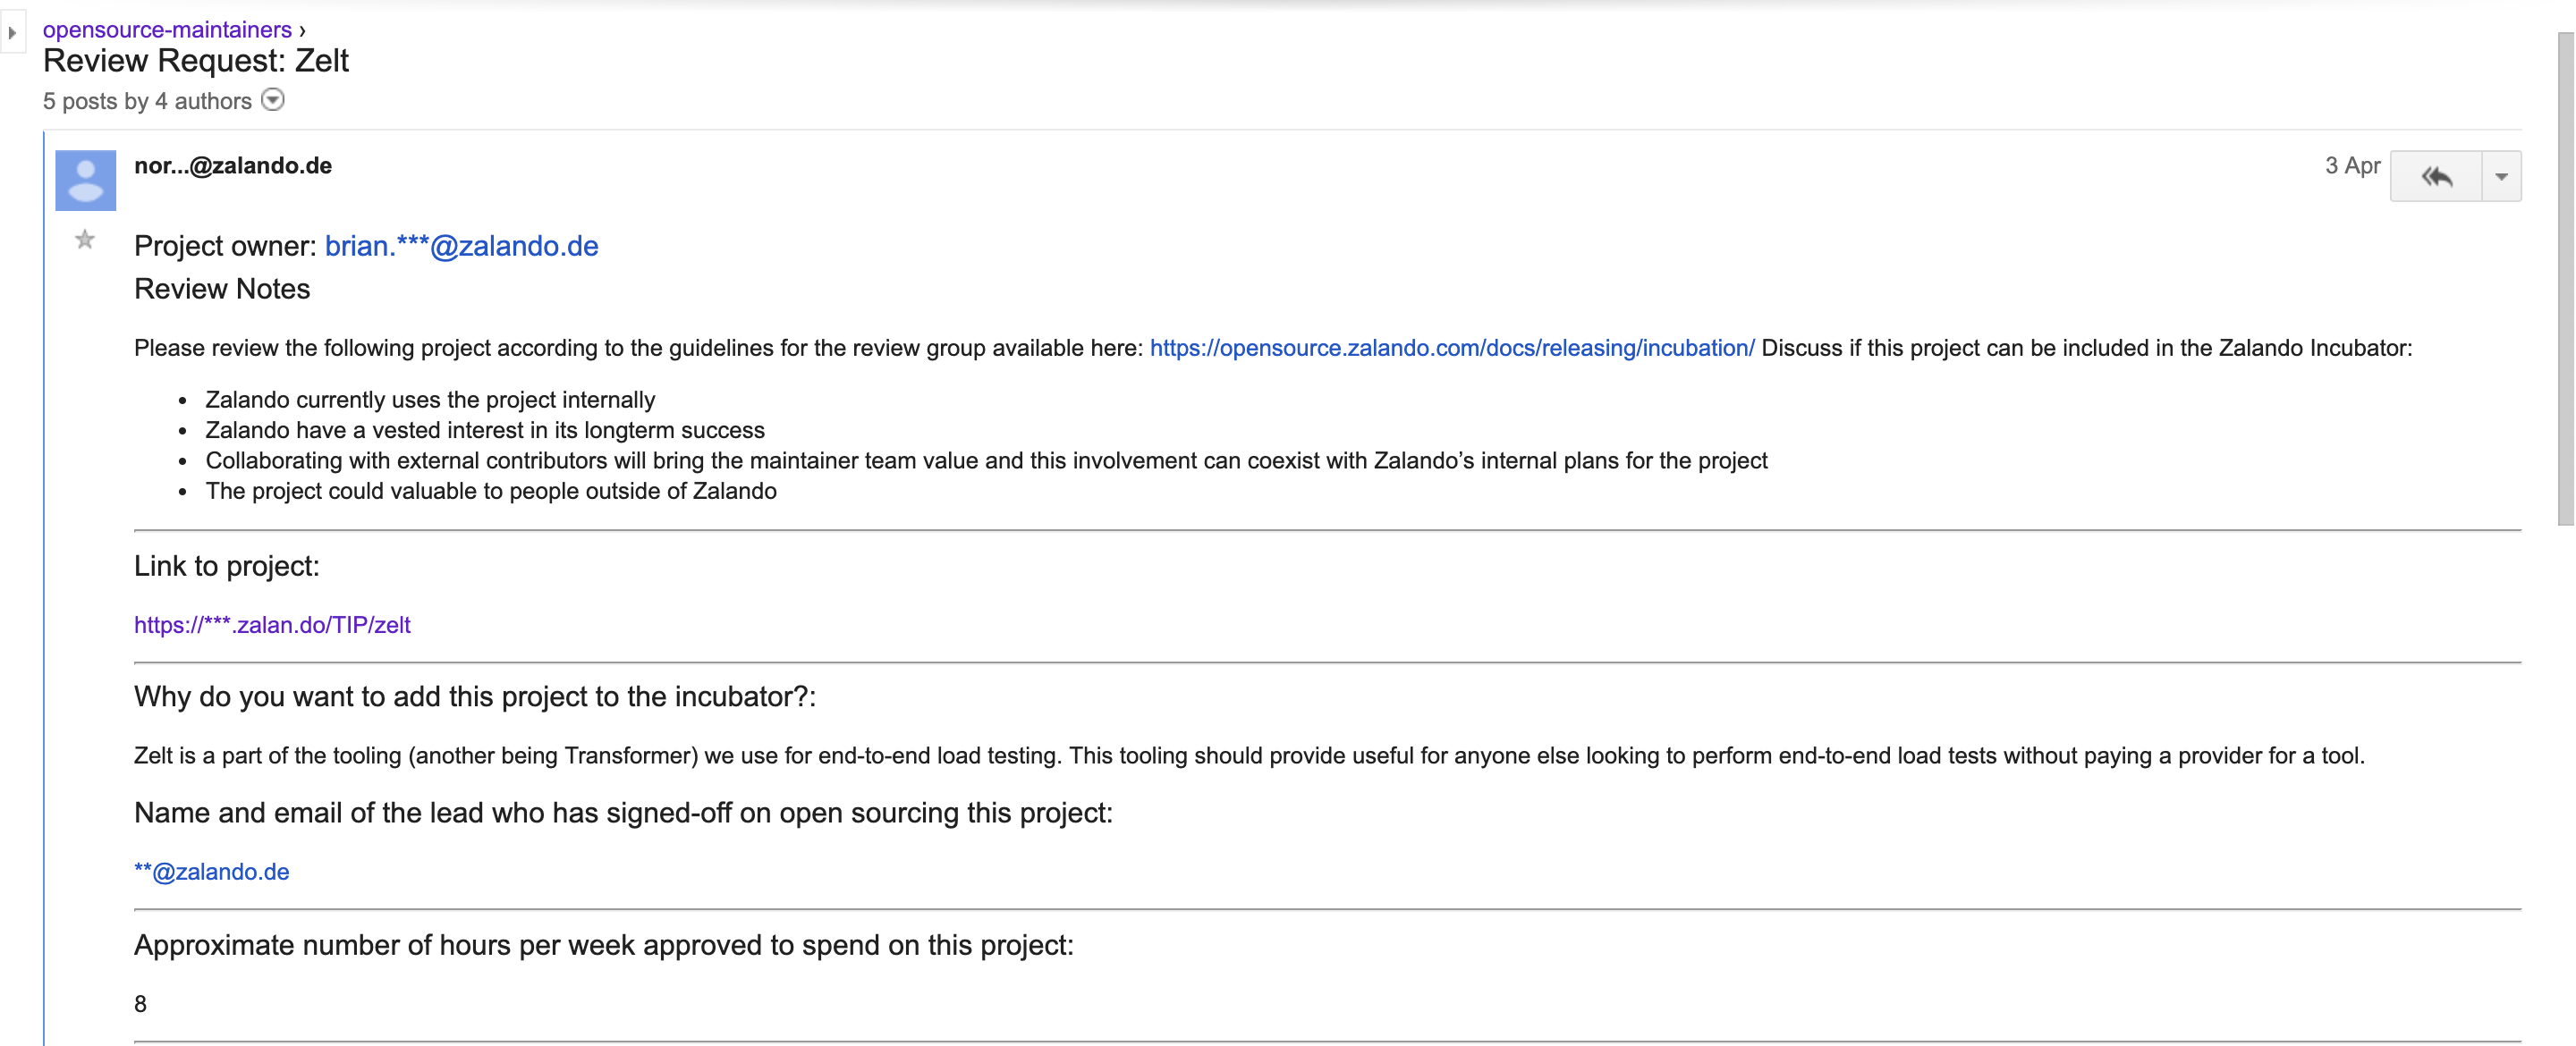 opensource-maintainers ›
Review Request: Zelt
5 posts by 4 authors
nor...@zalando.de
3 Apr
Project owner: brian.***@zalando.de
Review Notes
Please review the following project according to the guidelines for the review group available here: https://opensource.zalando.com/docs/releasing/incubation/ Discuss if this project can be included in the Zalando Incubator:
• Zalando currently uses the project internally
• Zalando have a vested interest in its longterm success
• Collaborating with external contributors will bring the maintainer team value and this involvement can coexist with Zalando’s internal plans for the project
• The project could valuable to people outside of Zalando
Link to project:
https://***.zalan.do/TIP/zelt
Why do you want to add this project to the incubator?:
Zelt is a part of the tooling (another being Transformer) we use for end-to-end load testing. This tooling should provide useful for anyone else looking to perform end-to-end load tests without paying a provider for a tool.
Name and email of the lead who has signed-off on open sourcing this project:
**@zalando.de
Approximate number of hours per week approved to spend on this project:
8